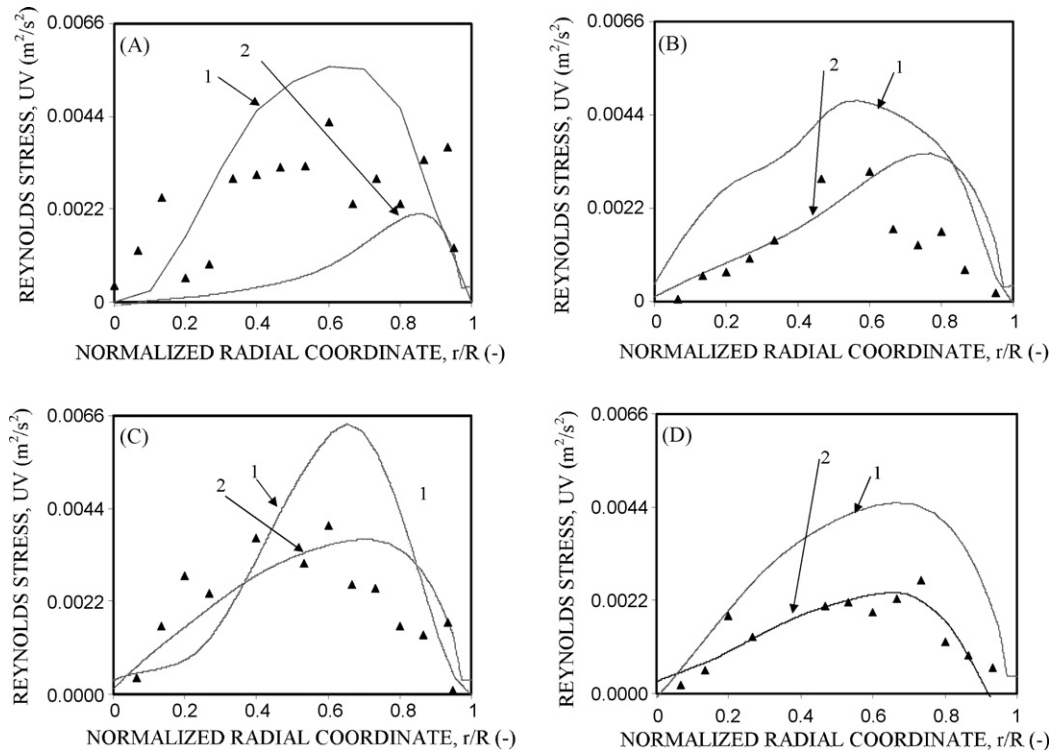 (A)
REYNOLDS STRESS, UV (m²/s²)
0.0066
0.0044
0.0022
0
2
1
0 0.2 0.4 0.6 0.8 1
NORMALIZED RADIAL COORDINATE, r/R (-)
(B)
REYNOLDS STRESS, UV (m²/s²)
0.0066
0.0044
0.0022
0
2
1
0 0.2 0.4 0.6 0.8 1
NORMALIZED RADIAL COORDINATE, r/R (-)
(C)
REYNOLDS STRESS, UV (m²/s²)
0.0066
0.0044
0.0022
0.0000
1
2
1
0 0.2 0.4 0.6 0.8 1
NORMALIZED RADIAL COORDINATE, r/R (-)
(D)
REYNOLDS STRESS, UV (m²/s²)
0.0066
0.0044
0.0022
0.0000
2
1
0 0.2 0.4 0.6 0.8 1
NORMALIZED RADIAL COORDINATE, r/R (-)